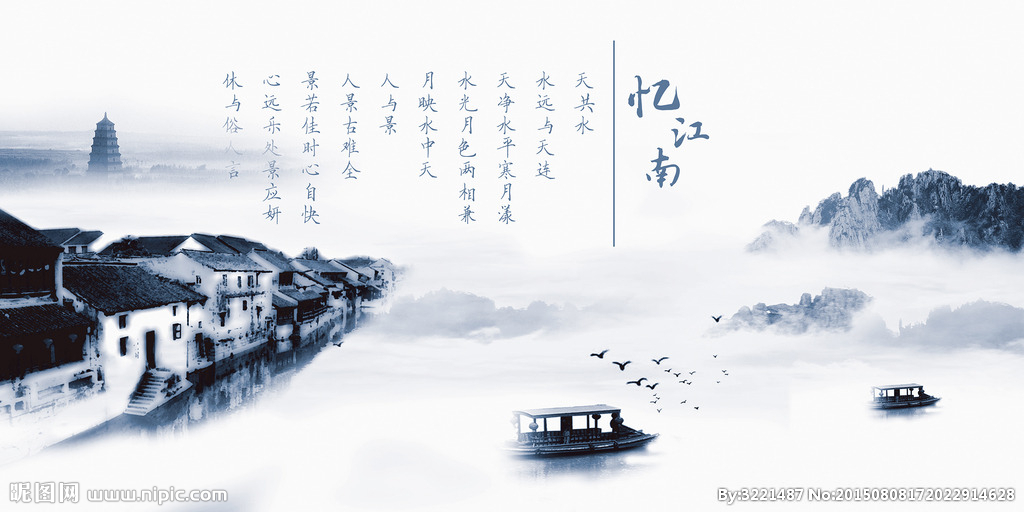 忆江南
天共水
水远与天连
天净水平寒月漾
水光月色两相兼
月映水中天
人与景
人景古难全
景若佳时心自快
心远乐处景应妍
休与俗人言
昵图网 www.nipic.com
By:3221487 No:20150808172022914628